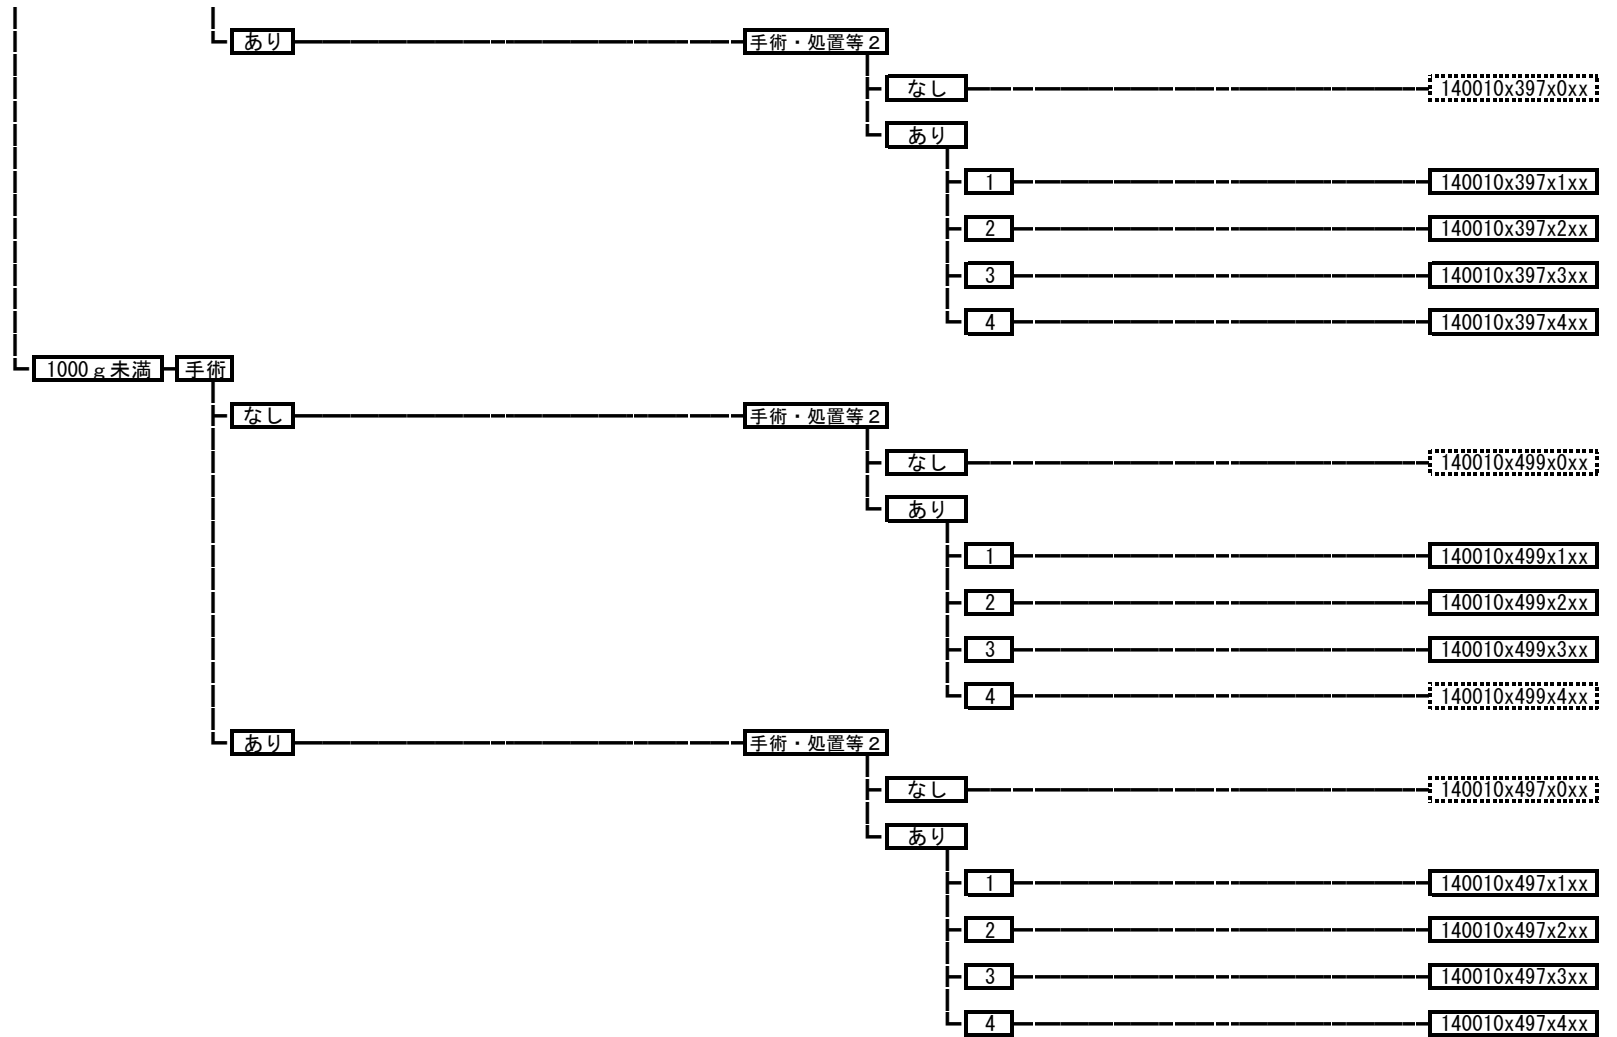 あり 手術・処置等２
なし 140010x397x0xx
あり
1 140010x397x1xx
2 140010x397x2xx
3 140010x397x3xx
4 140010x397x4xx
1000ｇ未満 手術
なし 手術・処置等２
なし 140010x499x0xx
あり
1 140010x499x1xx
2 140010x499x2xx
3 140010x499x3xx
4 140010x499x4xx
あり 手術・処置等２
なし 140010x497x0xx
あり
1 140010x497x1xx
2 140010x497x2xx
3 140010x497x3xx
4 140010x497x4xx